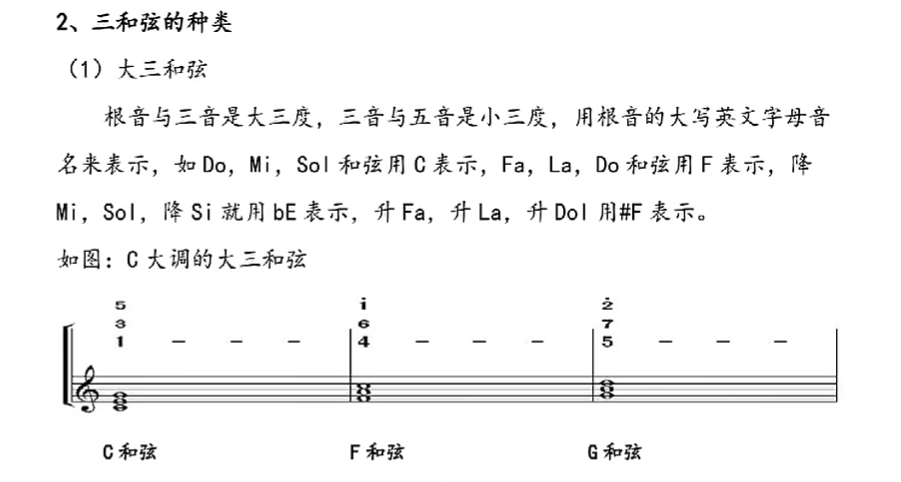 2、三和弦的种类
（1）大三和弦
根音与三音是大三度，三音与五音是小三度，用根音的大写英文字母音
名来表示，如Do，Mi，Sol和弦用C表示，Fa，La，Do和弦用F表示，降
Mi，Sol，降Si就用bE表示，升Fa，升La，升Dol用#F表示。
如图：C大调的大三和弦
5 i 2̇
3 6 7
1 – – – 4 – – – 5 – – –
C和弦 F和弦 G和弦